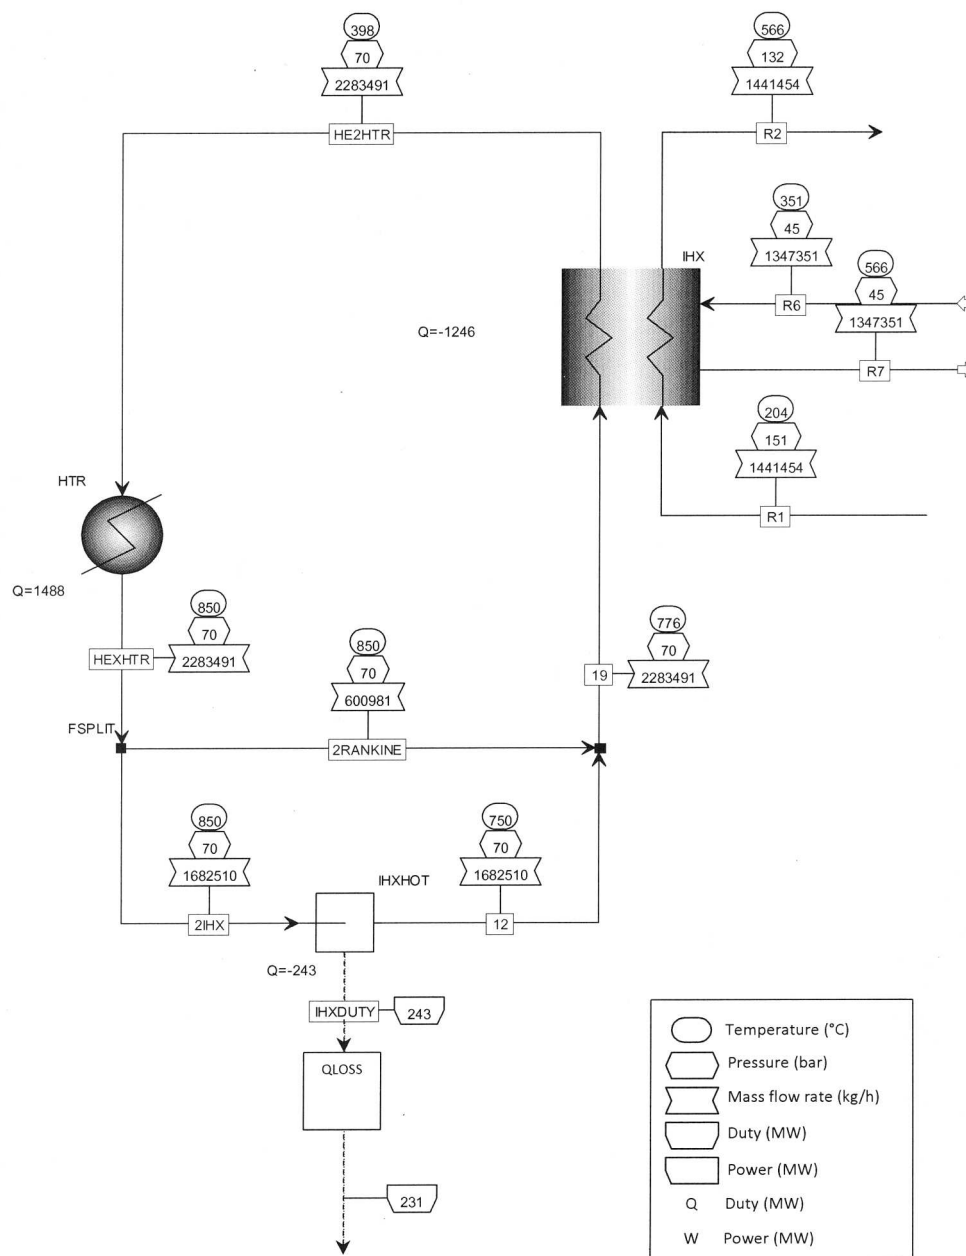 398
70
2283491
HE2HTR
566
132
1441454
R2
351
45
1347351
R6
566
45
1347351
R7
IHX
Q=-1246
204
151
1441454
R1
HTR
Q=1488
850
70
2283491
HEXHTR
776
70
2283491
19
850
70
600981
2RANKINE
FSPLIT
850
70
1682510
2IHX
750
70
1682510
12
IHXHOT
Q=-243
IHXDUTY
243
QLOSS
231
Temperature (°C)
Pressure (bar)
Mass flow rate (kg/h)
Duty (MW)
Power (MW)
Q Duty (MW)
W Power (MW)